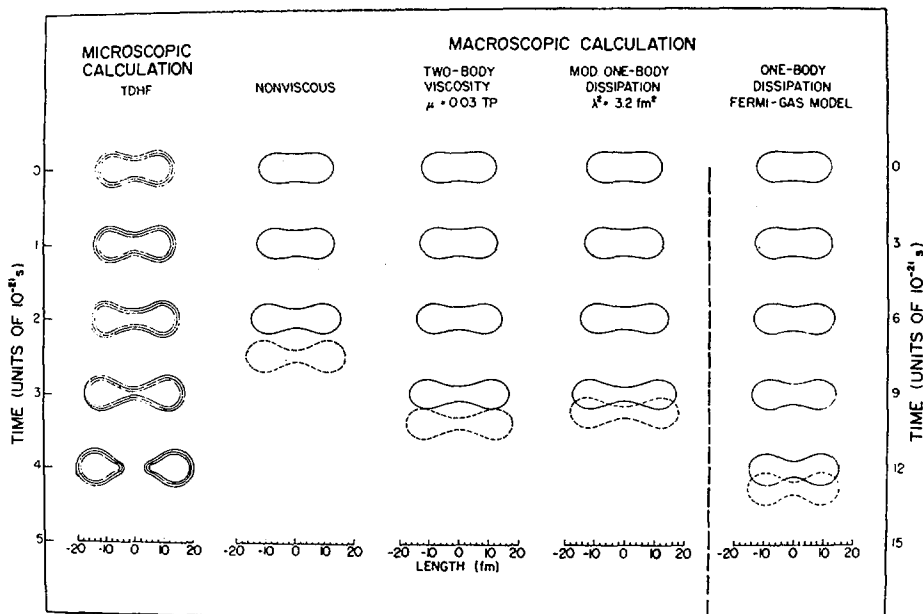 MICROSCOPIC
CALCULATION
TDHF
MACROSCOPIC CALCULATION
NONVISCOUS
TWO-BODY
VISCOSITY
μ = 0.03 TP
MOD. ONE-BODY
DISSIPATION
λ² = 3.2 fm²
ONE-BODY
DISSIPATION
FERMI-GAS MODEL
TIME (UNITS OF 10⁻²¹ s)
0
1
2
3
4
5
0
3
6
9
12
15
TIME (UNITS OF 10⁻²¹ s)
-20 -10 0 10 20
-20 -10 0 10 20
-20 -10 0 10 20
-20 -10 0 10 20
-20 -10 0 10 20
LENGTH (fm)